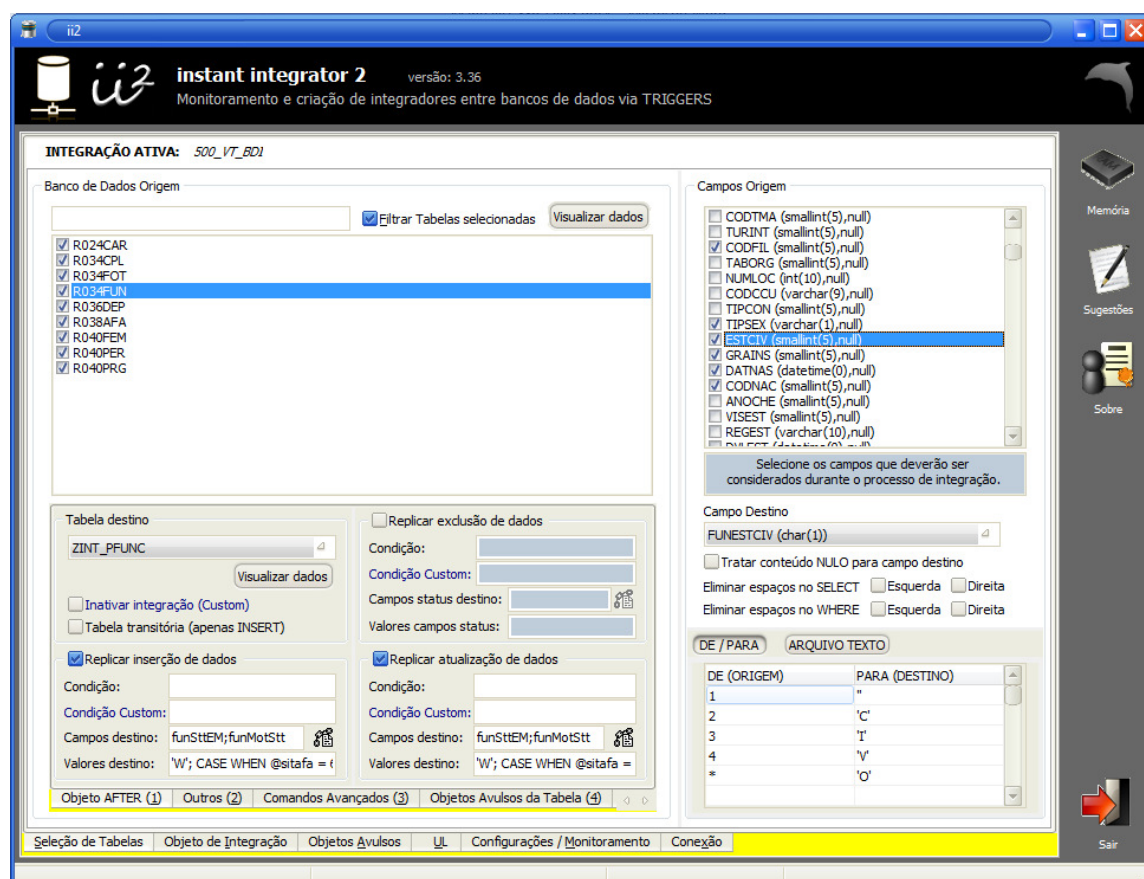 ii2
ii2
instant integrator 2 versão: 3.36
Monitoramento e criação de integradores entre bancos de dados via TRIGGERS
INTEGRAÇÃO ATIVA: 500_VT_BD1
Banco de Dados Origem
Filtrar Tabelas selecionadas
Visualizar dados
R024CAR
R034CPL
R034FOT
R034FUN
R036DEP
R038AFA
R040FEM
R040PER
R040PRG
Tabela destino
ZINT_PFUNC
Visualizar dados
Inativar integração (Custom)
Tabela transitória (apenas INSERT)
Replicar exclusão de dados
Condição:
Condição Custom:
Campos status destino:
Valores campos status:
Replicar inserção de dados
Condição:
Condição Custom:
Campos destino: funSttEM;funMotStt
Valores destino: 'W'; CASE WHEN @sitafa = 
Replicar atualização de dados
Condição:
Condição Custom:
Campos destino: funSttEM;funMotStt
Valores destino: 'W'; CASE WHEN @sitafa =
Objeto AFTER (1) Outros (2) Comandos Avançados (3) Objetos Avulsos da Tabela (4)
Campos Origem
CODTMA (smallint(5),null)
TURINT (smallint(5),null)
CODFIL (smallint(5),null)
TABORG (smallint(5),null)
NUMLOC (int(10),null)
CODCCU (varchar(9),null)
TIPCON (smallint(5),null)
TIPSEX (varchar(1),null)
ESTCIV (smallint(5),null)
GRAINS (smallint(5),null)
DATNAS (datetime(0),null)
CODNAC (smallint(5),null)
ANOCHE (smallint(5),null)
VISEST (smallint(5),null)
REGEST (varchar(10),null)
Selecione os campos que deverão ser
considerados durante o processo de integração.
Campo Destino
FUNESTCIV (char(1))
Tratar conteúdo NULO para campo destino
Eliminar espaços no SELECT Esquerda Direita
Eliminar espaços no WHERE Esquerda Direita
DE / PARA ARQUIVO TEXTO
DE (ORIGEM) PARA (DESTINO)
1 ''
2 'C'
3 'I'
4 'V'
* 'O'
Memória
Sugestões
Sobre
Sair
Seleção de Tabelas Objeto de Integração Objetos Avulsos UL Configurações / Monitoramento Conexão